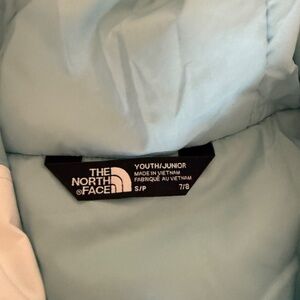 THE
NORTH
®FACE
YOUTH/JUNIOR
MADE IN VIETNAM
FABRIQUÉ AU VIETNAM
S/P 7/8